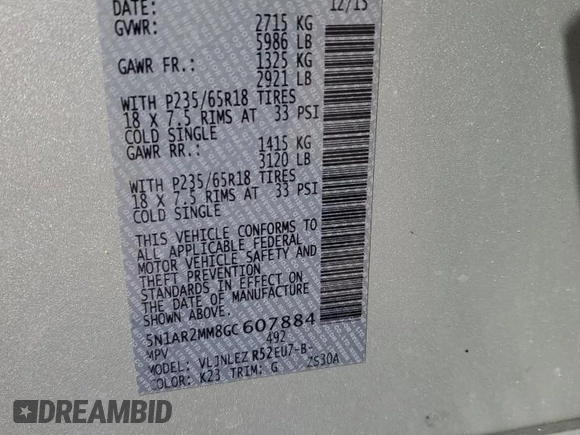 DATE: 12/15
GVWR: 2715 KG
5986 LB
GAWR FR.: 1325 KG
2921 LB
WITH P235/65R18 TIRES
18 X 7.5 RIMS AT 33 PSI
COLD SINGLE
GAWR RR.: 1415 KG
3120 LB
WITH P235/65R18 TIRES
18 X 7.5 RIMS AT 33 PSI
COLD SINGLE
THIS VEHICLE CONFORMS TO
ALL APPLICABLE FEDERAL
MOTOR VEHICLE SAFETY AND
THEFT PREVENTION
STANDARDS IN EFFECT ON
THE DATE OF MANUFACTURE
SHOWN ABOVE.
5N1AR2MM8GC607884
MPV 492
MODEL: VLJNLEZ R52EU7-B-
COLOR: K23 TRIM: G ZS30A
DREAMBID